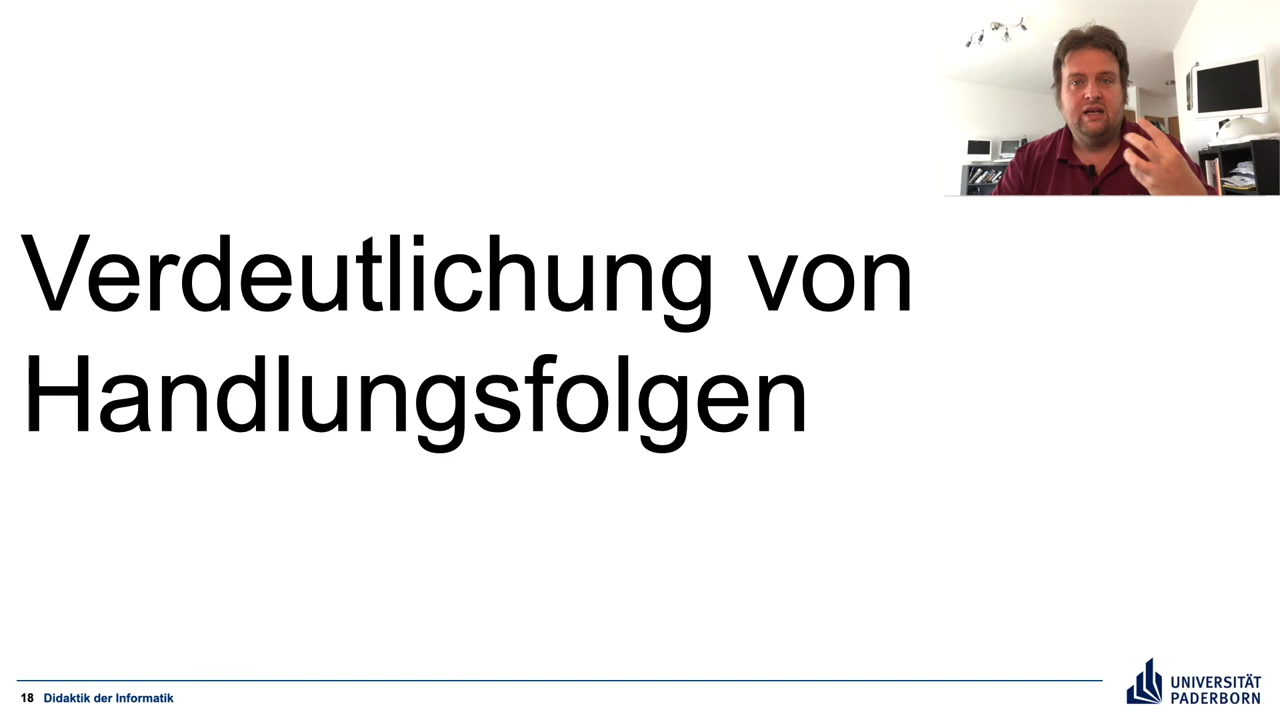 Verdeutlichung von
Handlungsfolgen
18 Didaktik der Informatik
UNIVERSITÄT
PADERBORN